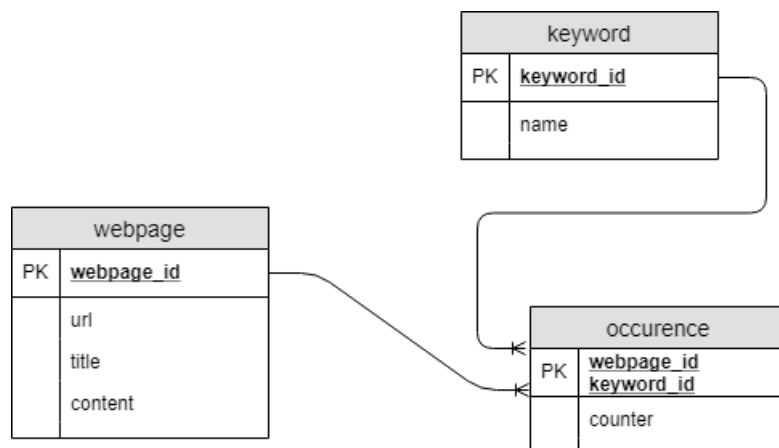 keyword
PK keyword_id
name
webpage
PK webpage_id
url
title
content
occurence
PK webpage_id
keyword_id
counter